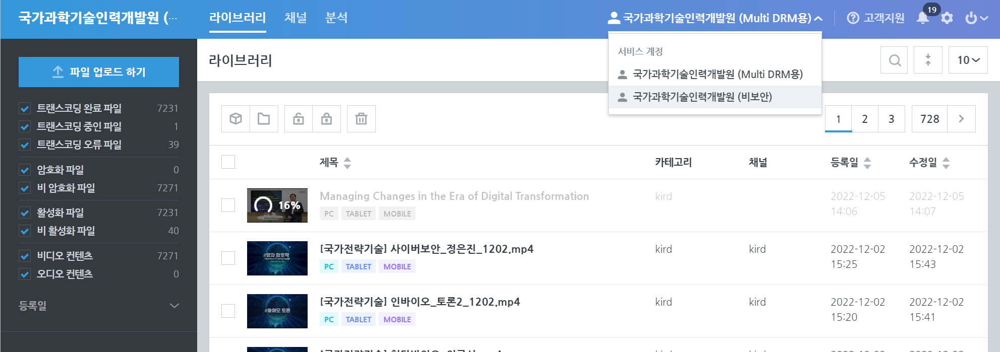 국가과학기술인력개발원 (...
라이브러리 채널 분석
국가과학기술인력개발원 (Multi DRM용)
고객지원
19
서비스 계정
국가과학기술인력개발원 (Multi DRM용)
국가과학기술인력개발원 (비보안)
파일 업로드 하기
트랜스코딩 완료 파일 7231
트랜스코딩 중인 파일 1
트랜스코딩 오류 파일 39
암호화 파일 0
비 암호화 파일 7271
활성화 파일 7231
비 활성화 파일 40
비디오 컨텐츠 7271
오디오 컨텐츠 0
등록일
라이브러리
10
1 2 3 728
제목 카테고리 채널 등록일 수정일
16%
Managing Changes in the Era of Digital Transformation
PC TABLET MOBILE
kird
2022-12-05
14:06
2022-12-05
14:07
#양자 암호학
[국가전략기술] 사이버보안_정은진_1202.mp4
PC TABLET MOBILE
kird
kird
2022-12-02
15:25
2022-12-02
15:43
#바이오 토론
[국가전략기술] 인바이오_토론2_1202.mp4
PC TABLET MOBILE
kird
kird
2022-12-02
15:20
2022-12-02
15:41